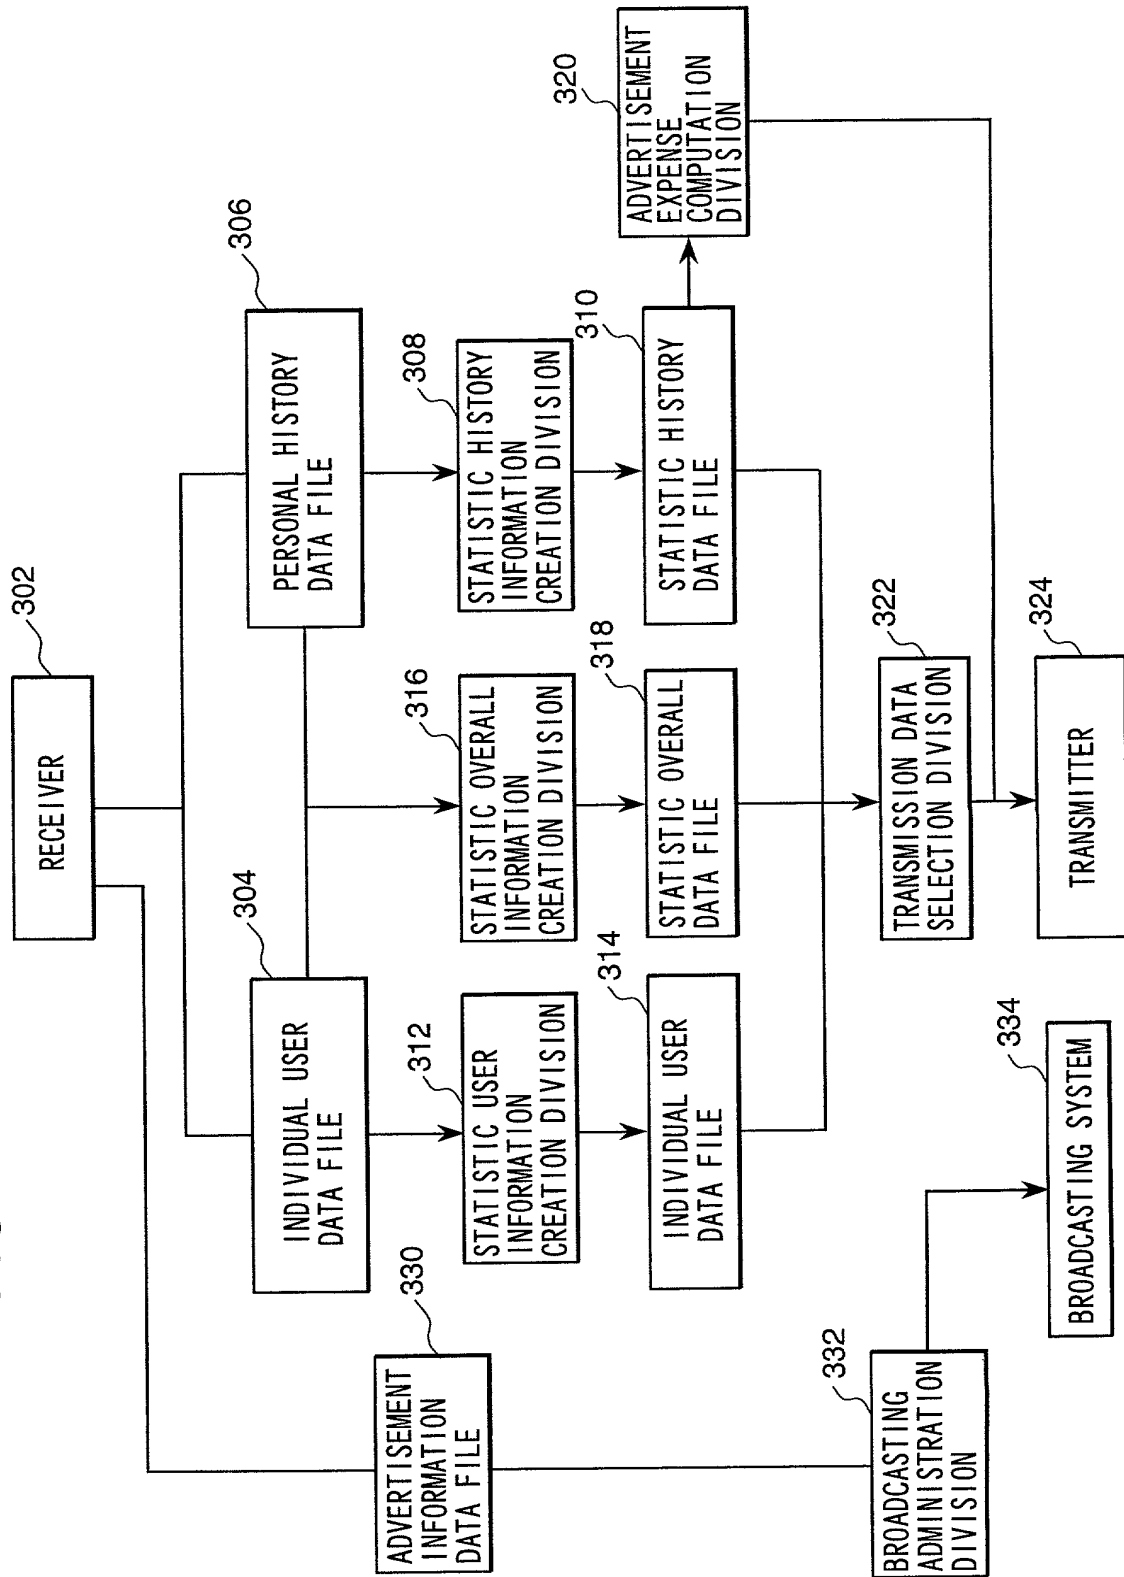 302
RECEIVER
304
INDIVIDUAL USER
DATA FILE
306
PERSONAL HISTORY
DATA FILE
330
ADVERTISEMENT
INFORMATION
DATA FILE
312
STATISTIC USER
INFORMATION
CREATION DIVISION
316
STATISTIC OVERALL
INFORMATION
CREATION DIVISION
308
STATISTIC HISTORY
INFORMATION
CREATION DIVISION
314
INDIVIDUAL USER
DATA FILE
318
STATISTIC OVERALL
DATA FILE
310
STATISTIC HISTORY
DATA FILE
320
ADVERTISEMENT
EXPENSE
COMPUTATION
DIVISION
332
BROADCASTING
ADMINISTRATION
DIVISION
322
TRANSMISSION DATA
SELECTION DIVISION
334
BROADCASTING SYSTEM
324
TRANSMITTER